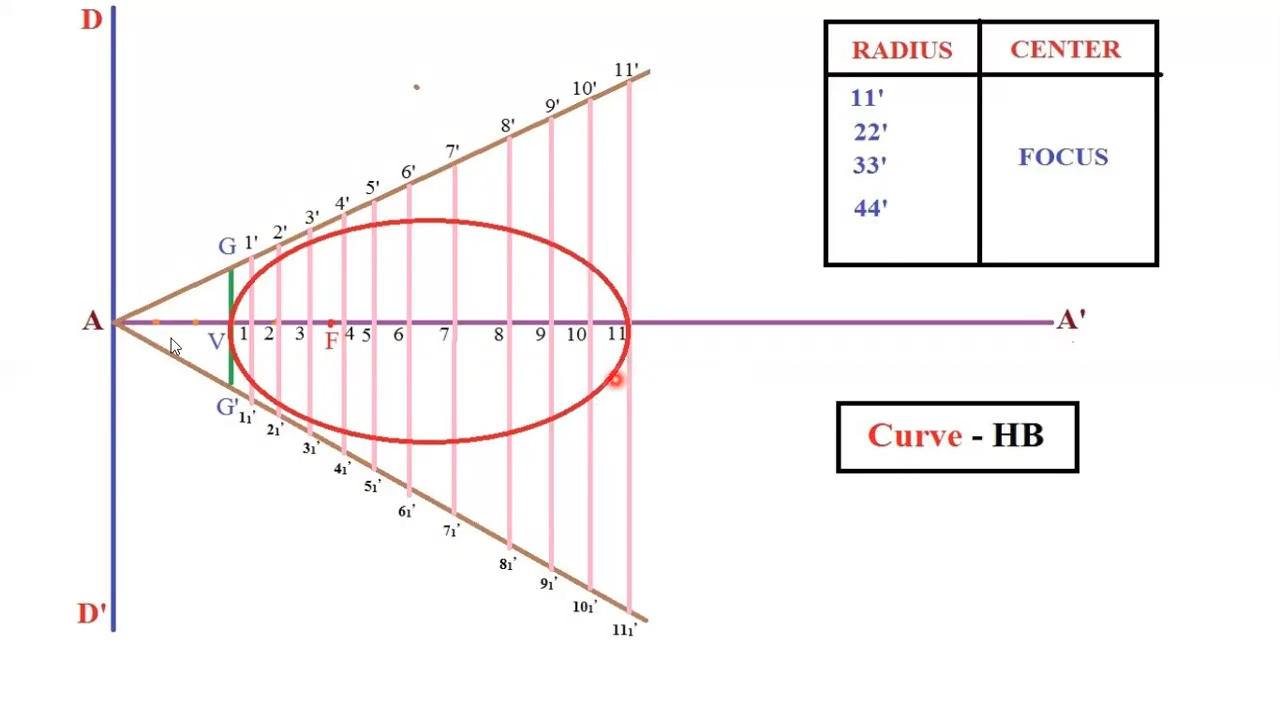 D
RADIUS CENTER
11'
22'
33'
44'
FOCUS
11'
10'
9'
8'
7'
6'
5'
4'
3'
2'
G 1'
A A'
V 1 2 3 F 4 5 6 7 8 9 10 11
G' 1₁' 2₁' 3₁' 4₁' 5₁' 6₁' 7₁' 8₁' 9₁' 10₁' 11₁'
Curve - HB
D'